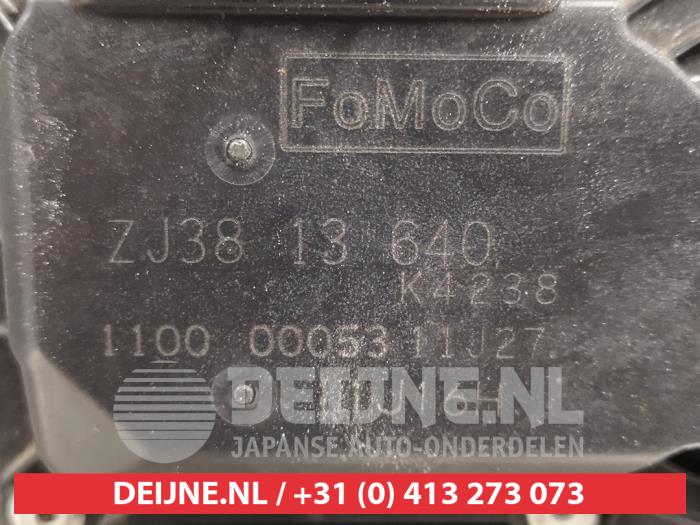 FoMoCo
ZJ38 13 640
K4238
1100 00053 11J27
DEIJNE.NL
JAPANSE AUTO-ONDERDELEN
DEIJNE.NL / +31 (0) 413 273 073